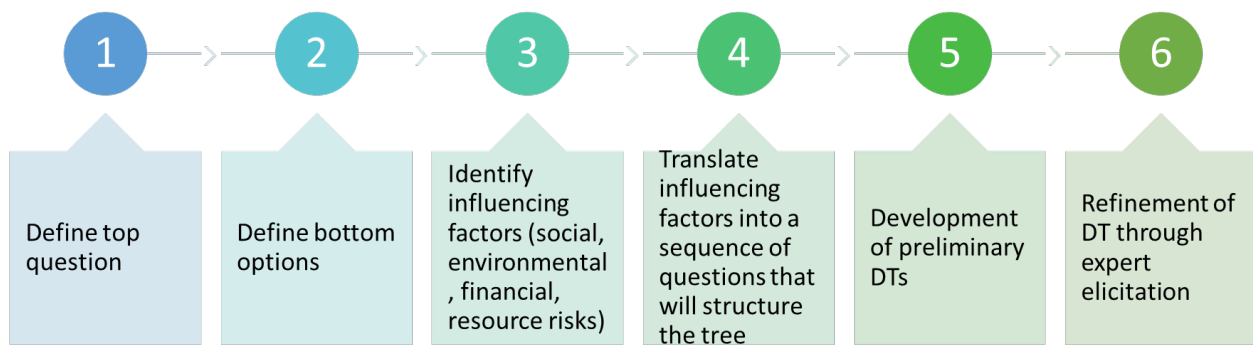 1
2
3
4
5
6
Define top
question
Define bottom
options
Identify
influencing
factors (social,
environmental
, financial,
resource risks)
Translate
influencing
factors into a
sequence of
questions that
will structure
the tree
Development
of preliminary
DTs
Refinement of
DT through
expert
elicitation